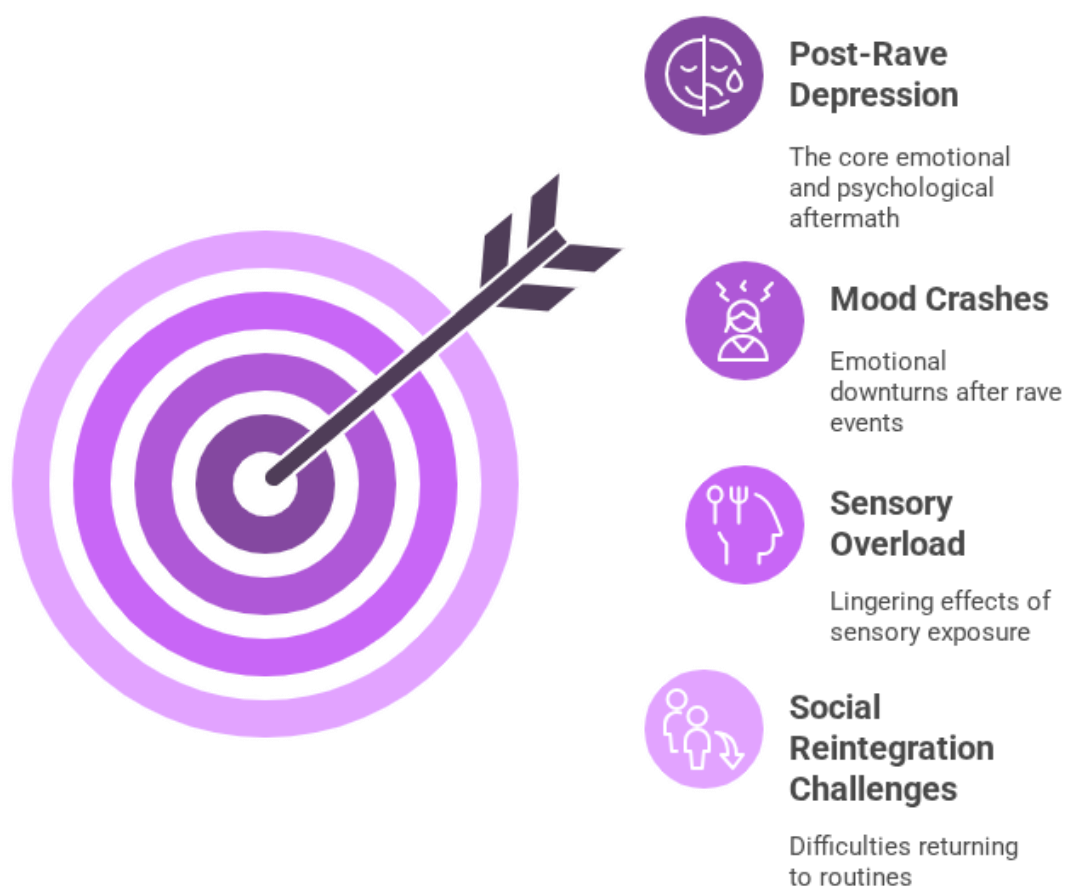 Post-Rave
Depression
The core emotional
and psychological
aftermath
Mood Crashes
Emotional
downturns after rave
events
Sensory
Overload
Lingering effects of
sensory exposure
Social
Reintegration
Challenges
Difficulties returning
to routines